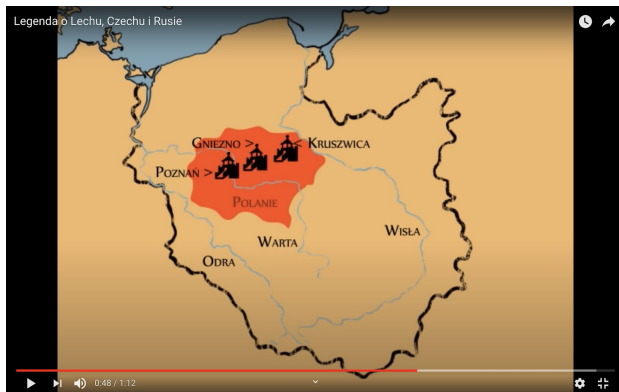 Legenda o Lechu, Czechu i Rusie
GNIEZNO >
< KRUSZWICA
POZNAŃ >
POLANIE
WARTA
WISŁA
ODRA
0:48 / 1:12